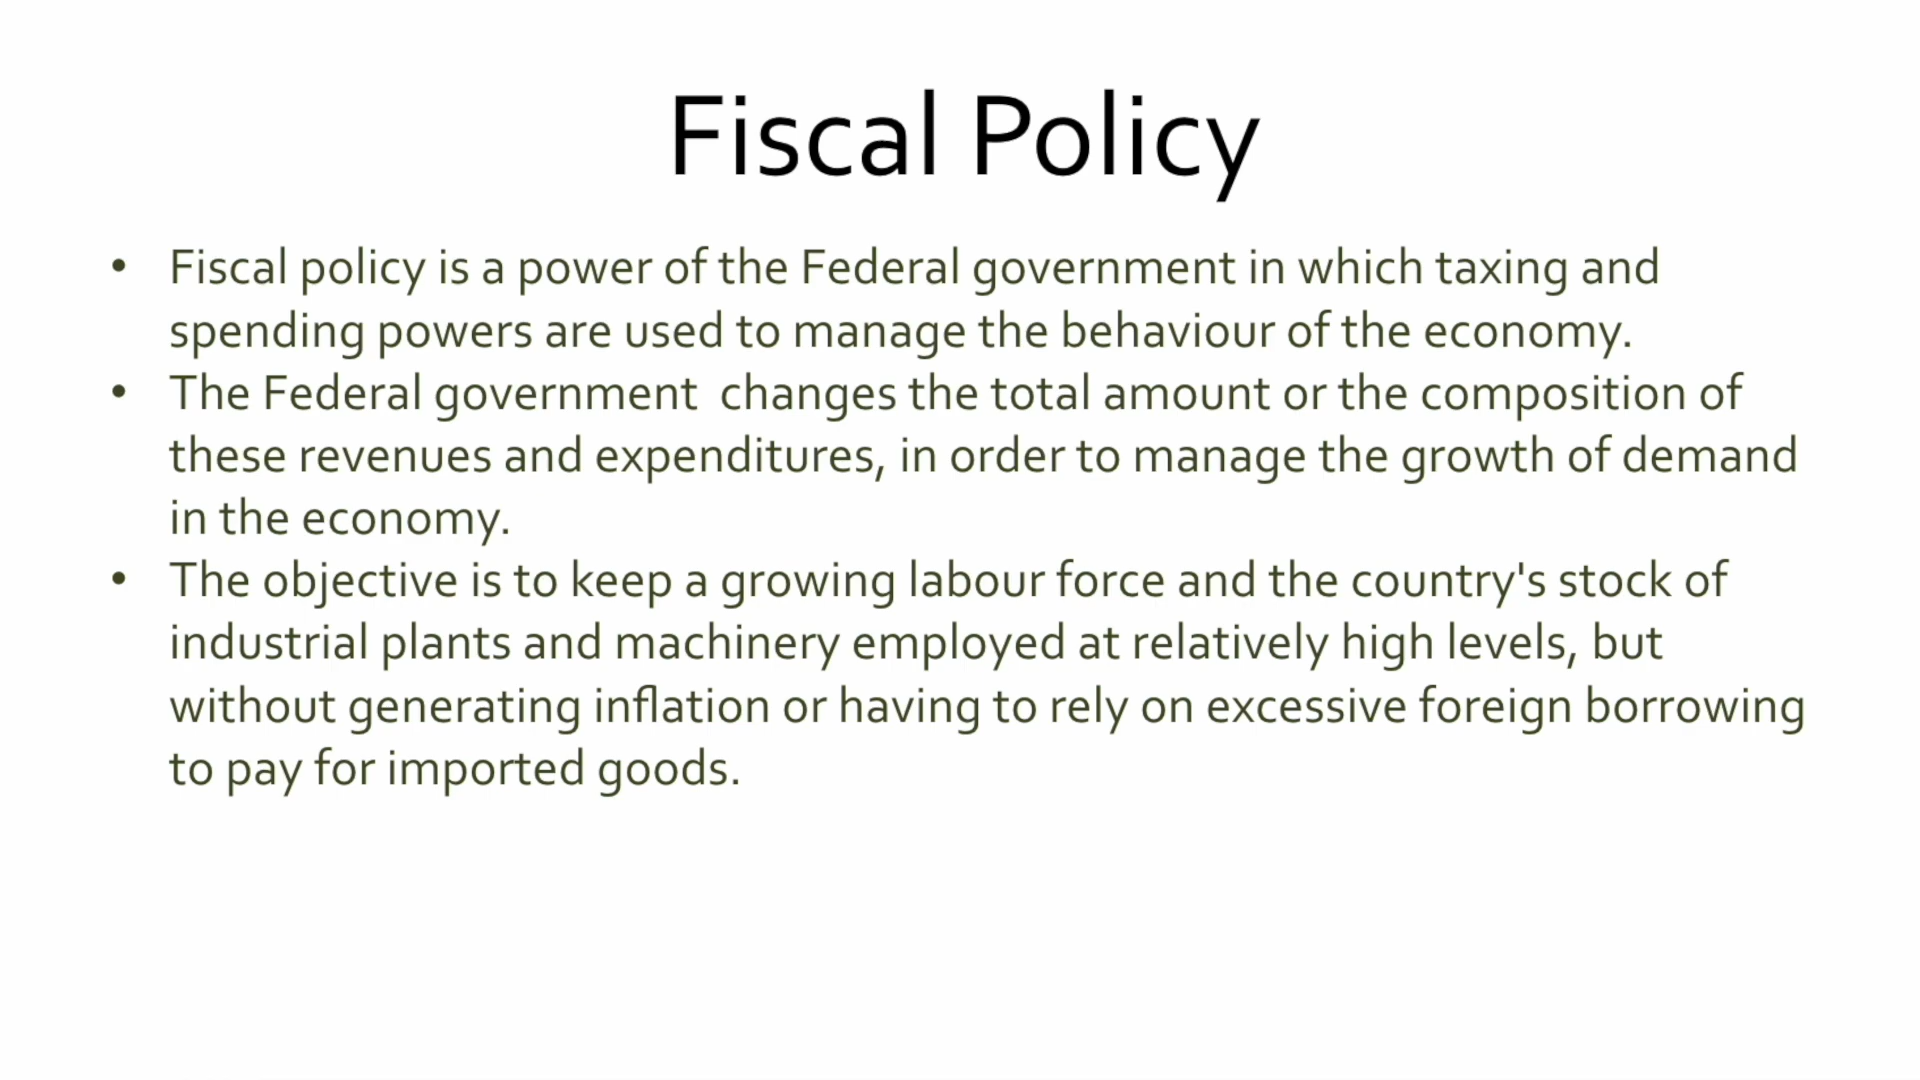 Fiscal Policy
• Fiscal policy is a power of the Federal government in which taxing and
spending powers are used to manage the behaviour of the economy.
• The Federal government  changes the total amount or the composition of
these revenues and expenditures, in order to manage the growth of demand
in the economy.
• The objective is to keep a growing labour force and the country's stock of
industrial plants and machinery employed at relatively high levels, but
without generating inflation or having to rely on excessive foreign borrowing
to pay for imported goods.